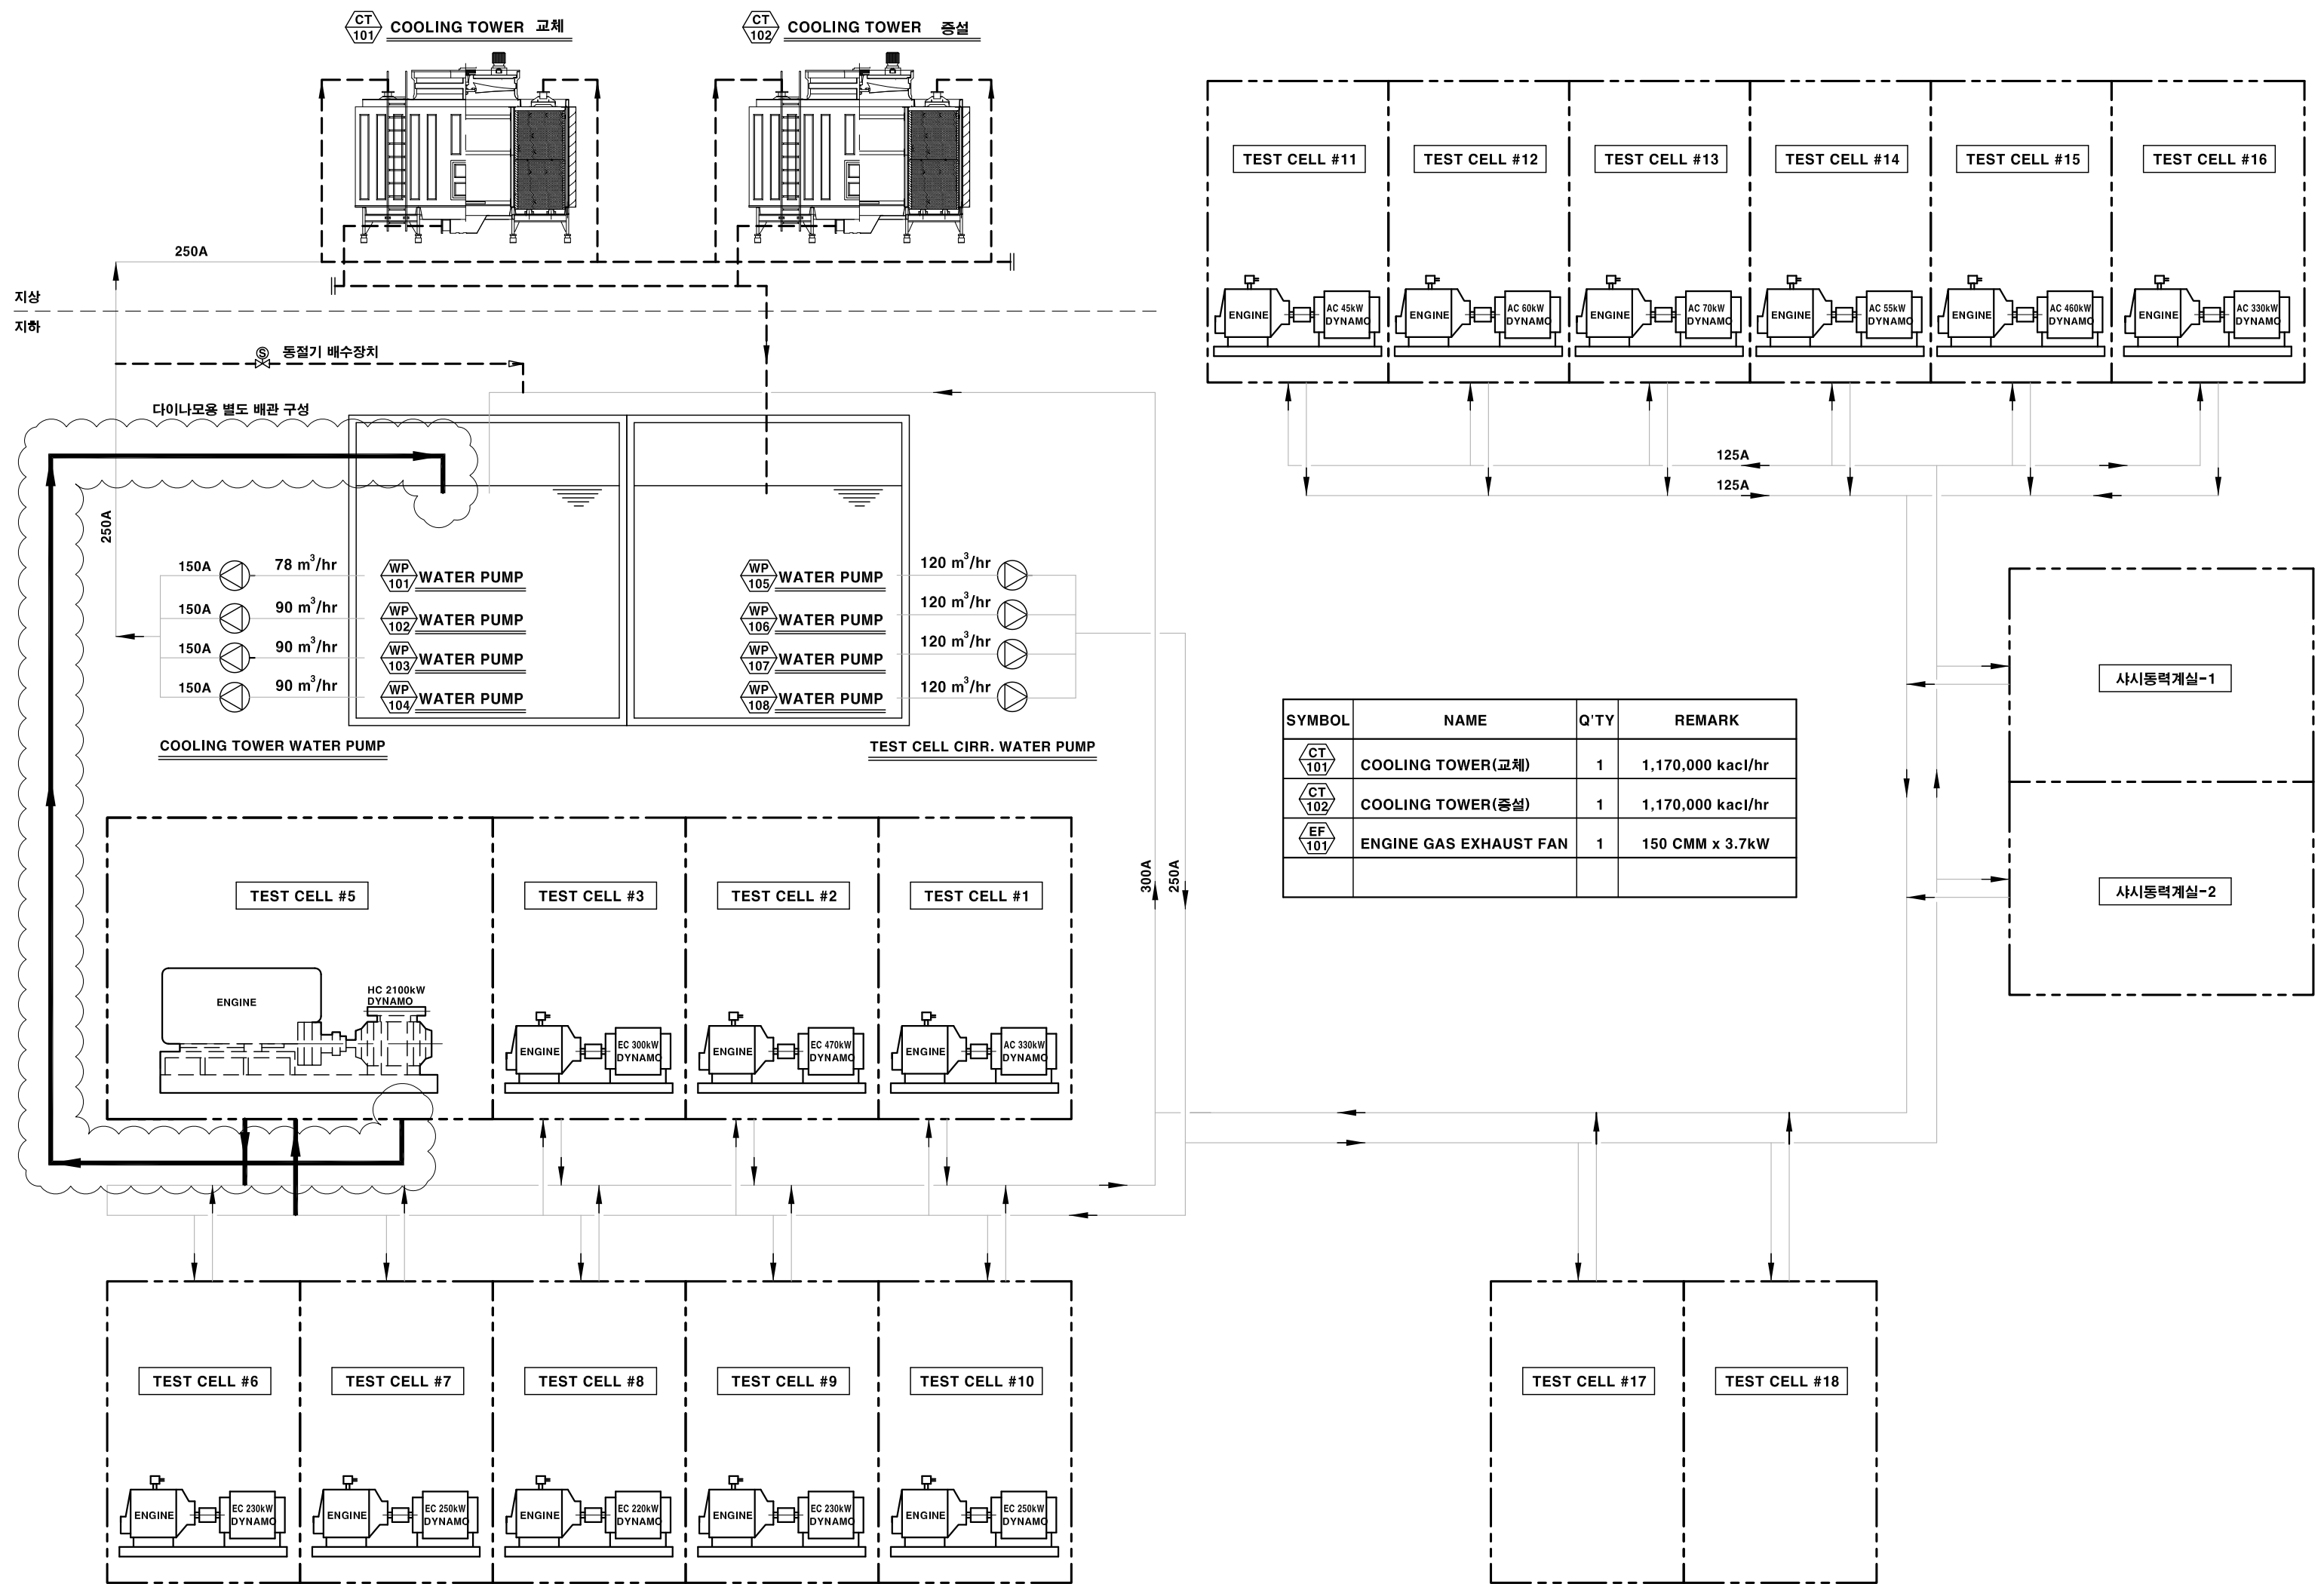 CT
101
COOLING TOWER 교체
CT
102
COOLING TOWER 증설
250A
지상
지하
S
동절기 배수장치
다이나모용 별도 배관 구성
250A
150A
78 m³/hr
WP
101
WATER PUMP
150A
90 m³/hr
WP
102
WATER PUMP
150A
90 m³/hr
WP
103
WATER PUMP
150A
90 m³/hr
WP
104
WATER PUMP
WP
105
WATER PUMP
120 m³/hr
WP
106
WATER PUMP
120 m³/hr
WP
107
WATER PUMP
120 m³/hr
WP
108
WATER PUMP
120 m³/hr
COOLING TOWER WATER PUMP
TEST CELL CIRR. WATER PUMP
TEST CELL #11
TEST CELL #12
TEST CELL #13
TEST CELL #14
TEST CELL #15
TEST CELL #16
ENGINE
AC 45kW
DYNAMO
ENGINE
AC 60kW
DYNAMO
ENGINE
AC 70kW
DYNAMO
ENGINE
AC 55kW
DYNAMO
ENGINE
AC 460kW
DYNAMO
ENGINE
AC 330kW
DYNAMO
125A
125A
샤시동력계실-1
샤시동력계실-2
SYMBOL NAME Q'TY REMARK
CT
101
COOLING TOWER(교체) 1 1,170,000 kacl/hr
CT
102
COOLING TOWER(증설) 1 1,170,000 kacl/hr
EF
101
ENGINE GAS EXHAUST FAN 1 150 CMM x 3.7kW
300A
250A
TEST CELL #5
TEST CELL #3
TEST CELL #2
TEST CELL #1
ENGINE
HC 2100kW
DYNAMO
ENGINE
EC 300kW
DYNAMO
ENGINE
EC 470kW
DYNAMO
ENGINE
AC 330kW
DYNAMO
TEST CELL #6
TEST CELL #7
TEST CELL #8
TEST CELL #9
TEST CELL #10
TEST CELL #17
TEST CELL #18
ENGINE
EC 230kW
DYNAMO
ENGINE
EC 250kW
DYNAMO
ENGINE
EC 220kW
DYNAMO
ENGINE
EC 230kW
DYNAMO
ENGINE
EC 250kW
DYNAMO